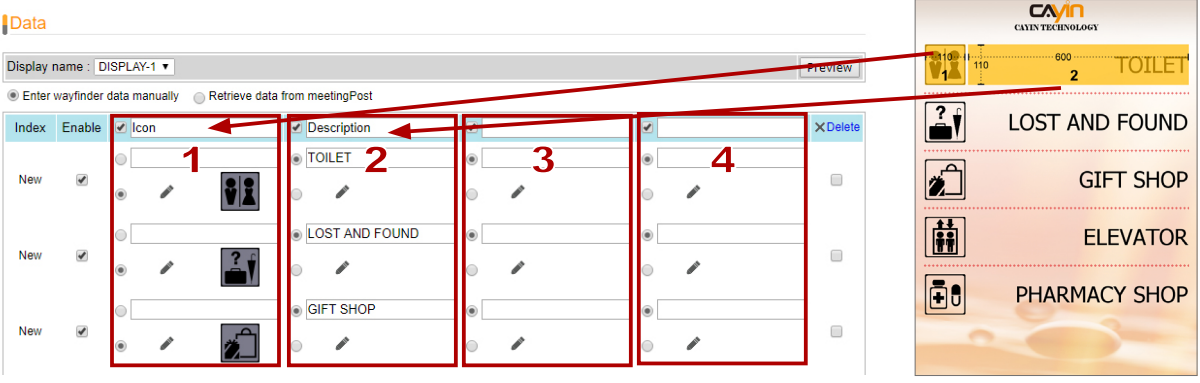 Data
Display name : DISPLAY-1
Preview
Enter wayfinder data manually
Retrieve data from meetingPost
Index Enable Icon Description Delete
1 2 3 4
New TOILET
New LOST AND FOUND
?
New GIFT SHOP
CAYIN
CAYIN TECHNOLOGY
110 110 600
1 2 TOILET
? LOST AND FOUND
GIFT SHOP
ELEVATOR
PHARMACY SHOP